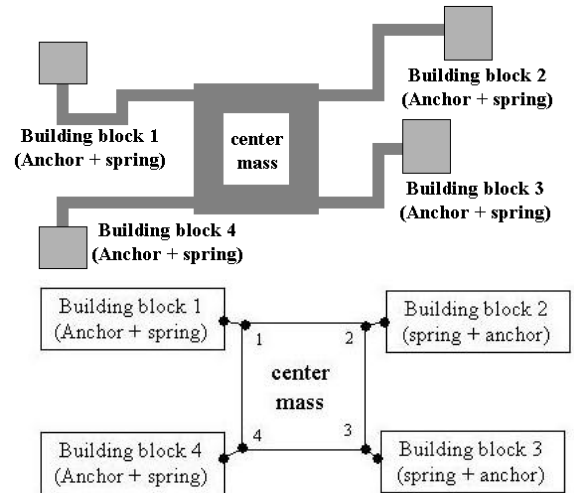 Building block 2
(Anchor + spring)
Building block 1
(Anchor + spring)
center
mass
Building block 3
(Anchor + spring)
Building block 4
(Anchor + spring)
Building block 1
(Anchor + spring)
Building block 2
(spring + anchor)
1
2
center
mass
4
3
Building block 4
(Anchor + spring)
Building block 3
(spring + anchor)